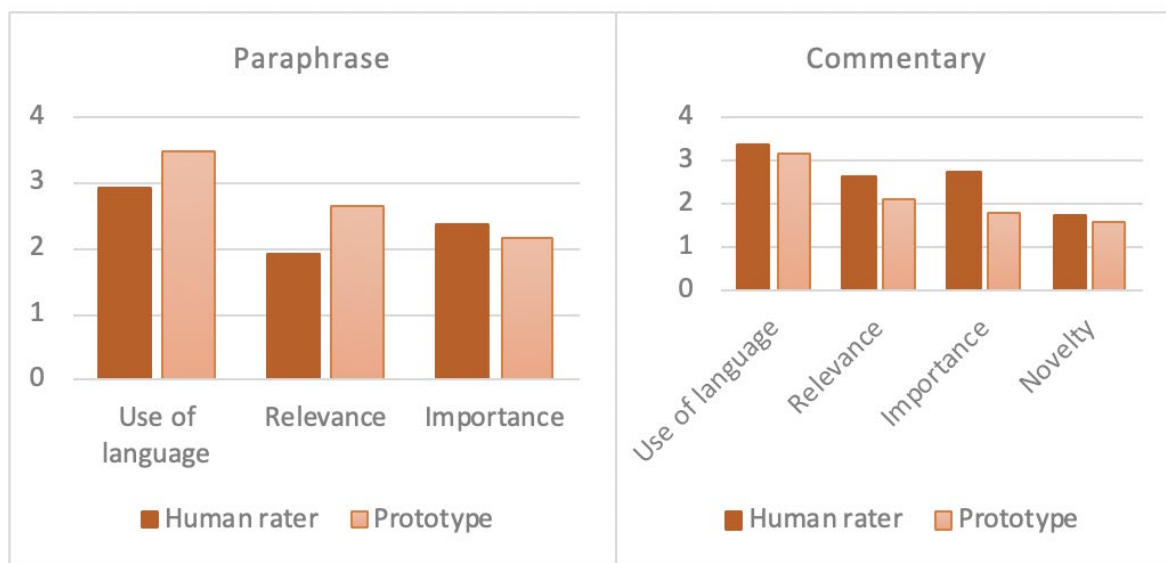 Paraphrase
4
3
2
1
0
Use of
language
Relevance
Importance
Human rater
Prototype
Commentary
4
3
2
1
0
Use of language
Relevance
Importance
Novelty
Human rater
Prototype